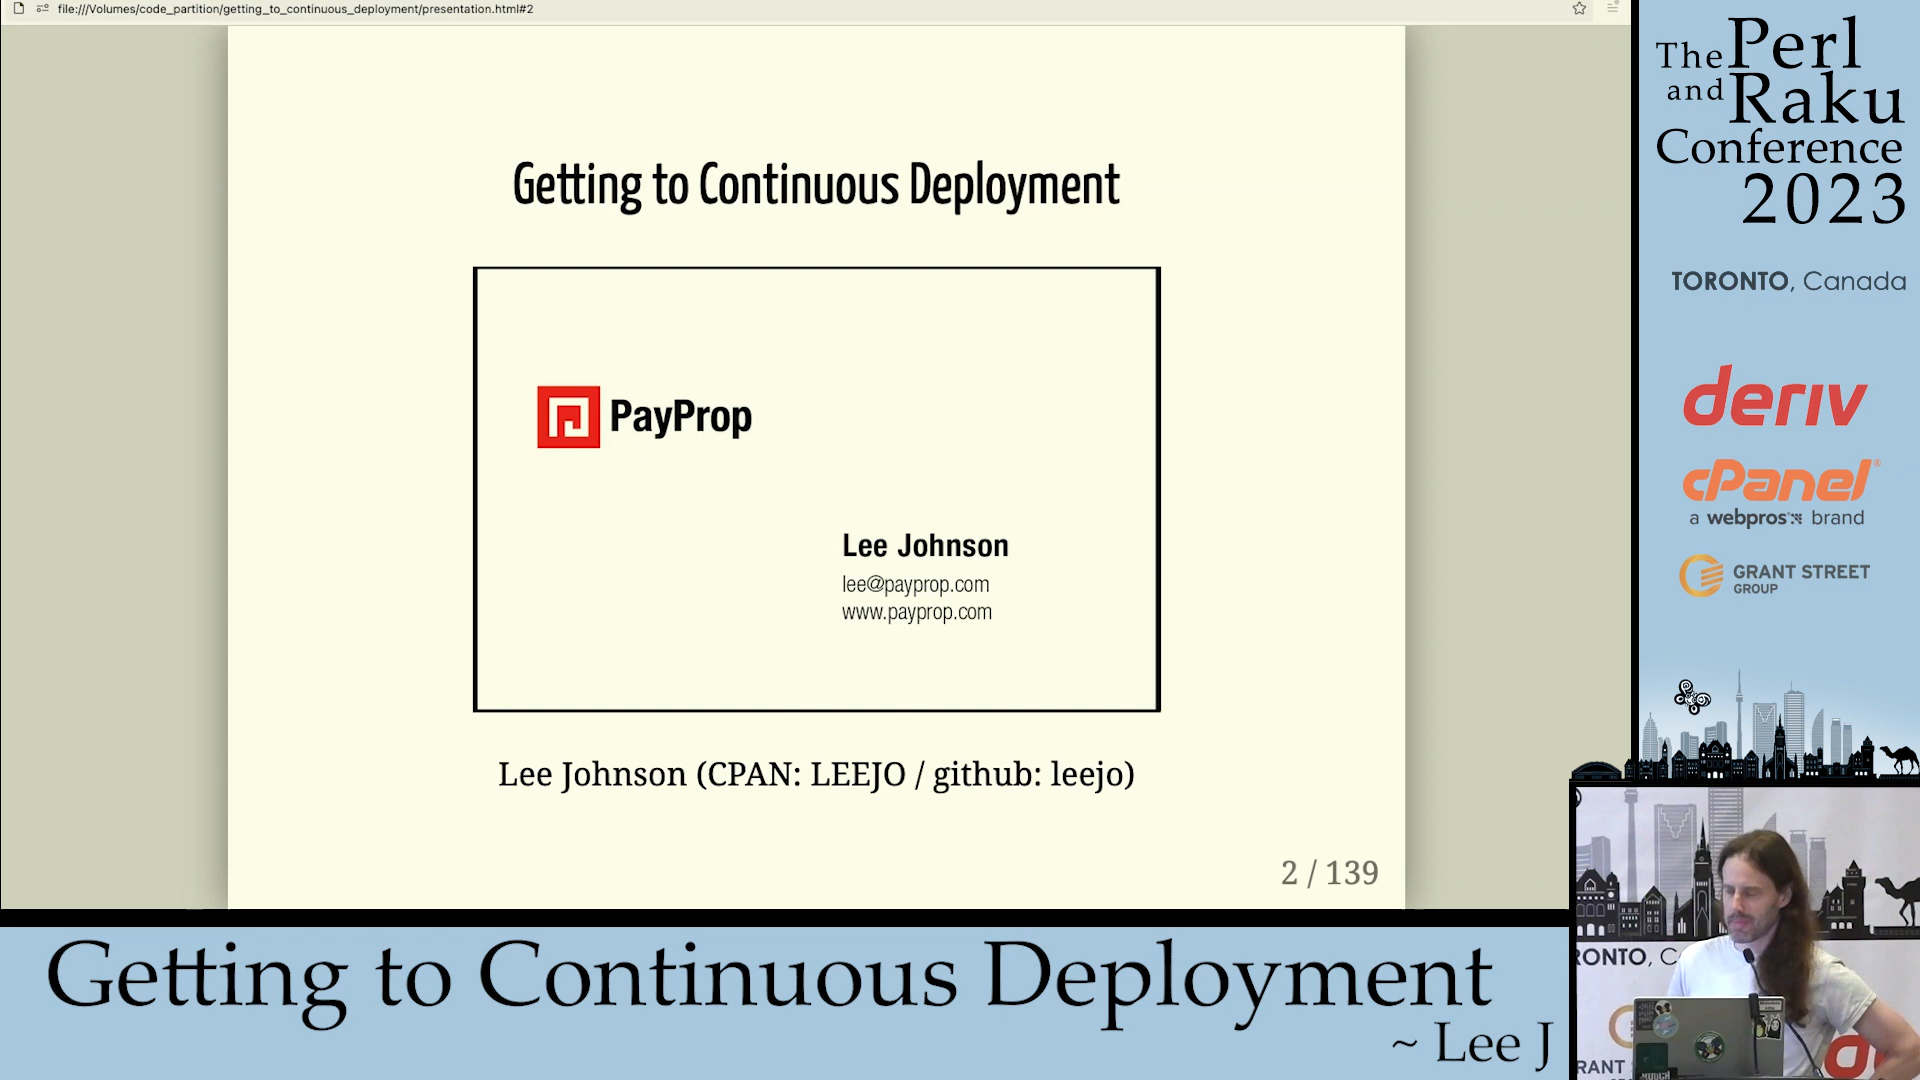 file:///Volumes/code_partition/getting_to_continuous_deployment/presentation.html#2
Getting to Continuous Deployment
PayProp
Lee Johnson
lee@payprop.com
www.payprop.com
Lee Johnson (CPAN: LEEJO / github: leejo)
2 / 139
The Perl
and Raku
Conference
2023
TORONTO, Canada
deriv
cPanel®
a webpros brand
GRANT STREET
GROUP
Getting to Continuous Deployment
~ Lee J
RONTO, C
RANT S